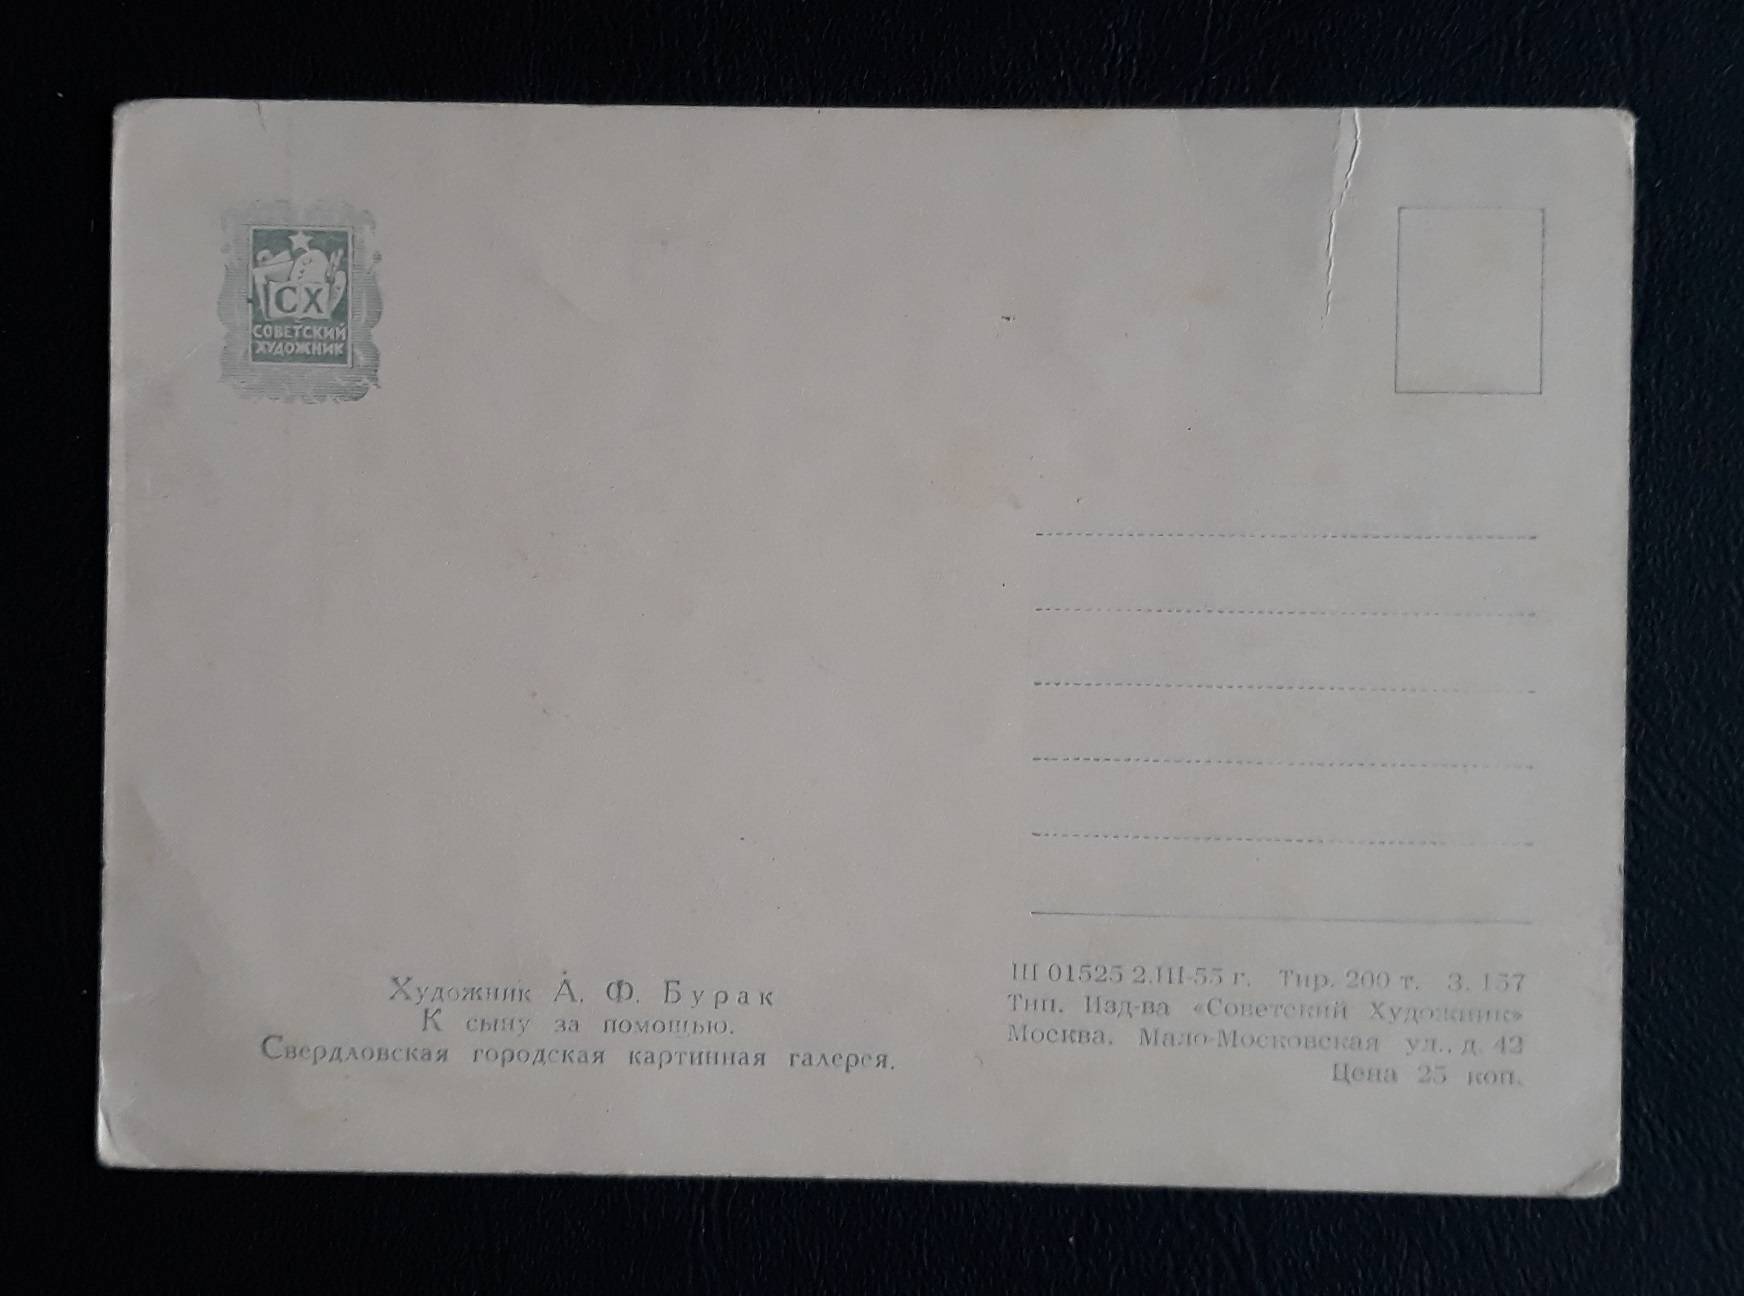 СХ
СОВЕТСКИЙ
ХУДОЖНИК
Художник А. Ф. Бурак
К сыну за помощью.
Свердловская городская картинная галерея.
Ш 01525 2.III-55 г. Тир. 200 т. З. 157
Тип. Изд-ва «Советский Художник»
Москва. Мало-Московская ул., д. 42
Цена 25 коп.